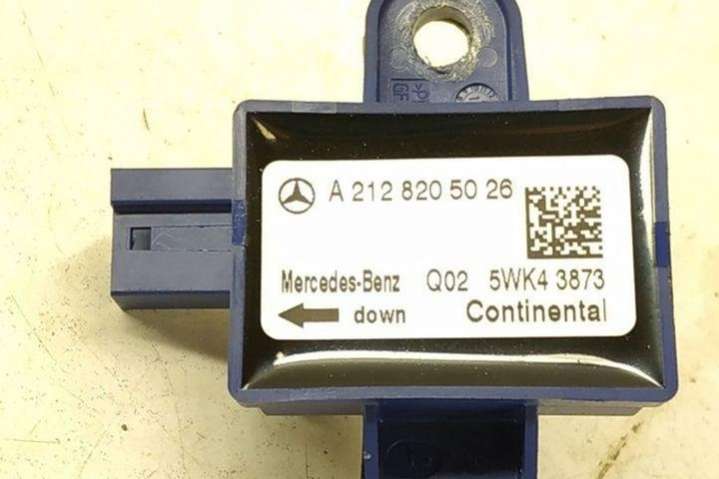 A 212 820 50 26
Mercedes-Benz Q02 5WK4 3873
down Continental